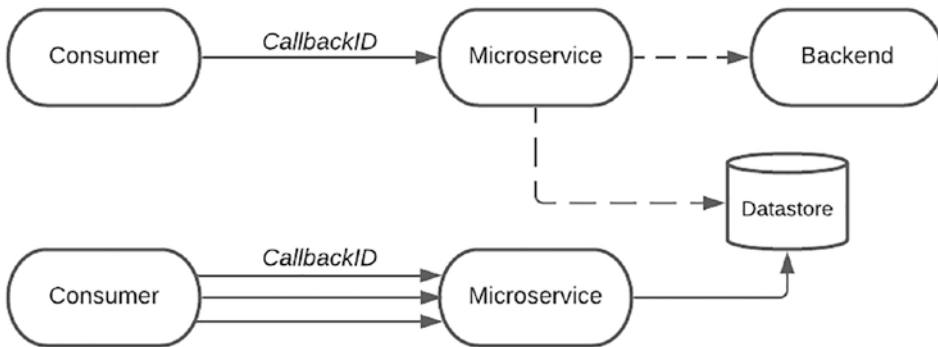 CallbackID
Consumer
Microservice
Backend
Datastore
CallbackID
Consumer
Microservice